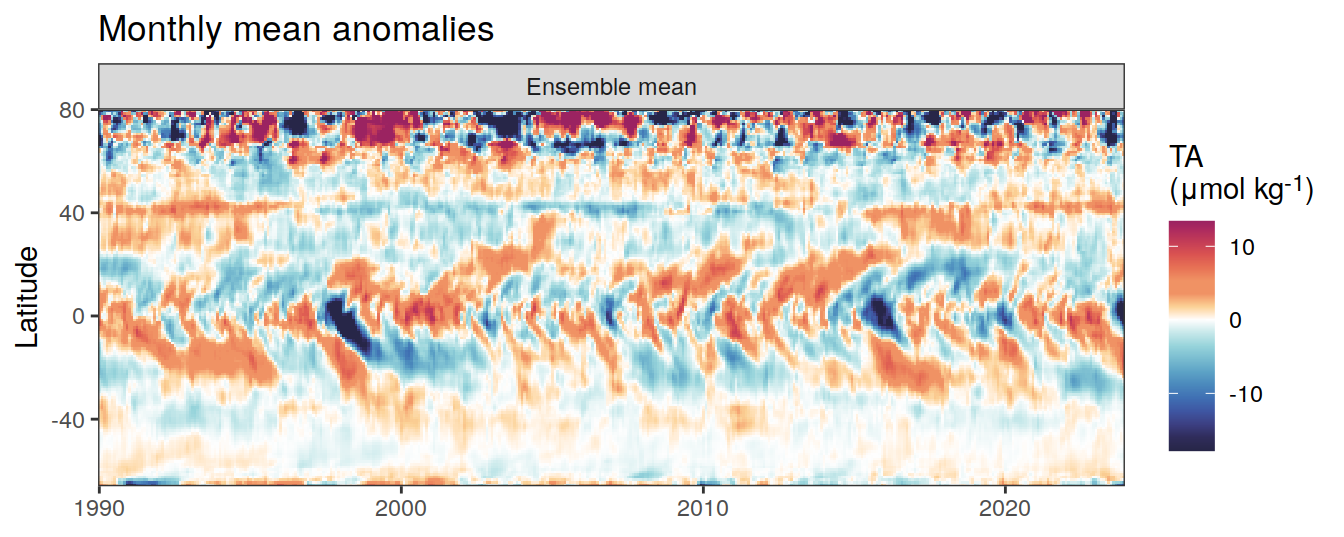 Monthly mean anomalies
Ensemble mean
80
40
0
-40
Latitude
1990
2000
2010
2020
TA
(μmol kg⁻¹)
10
0
-10